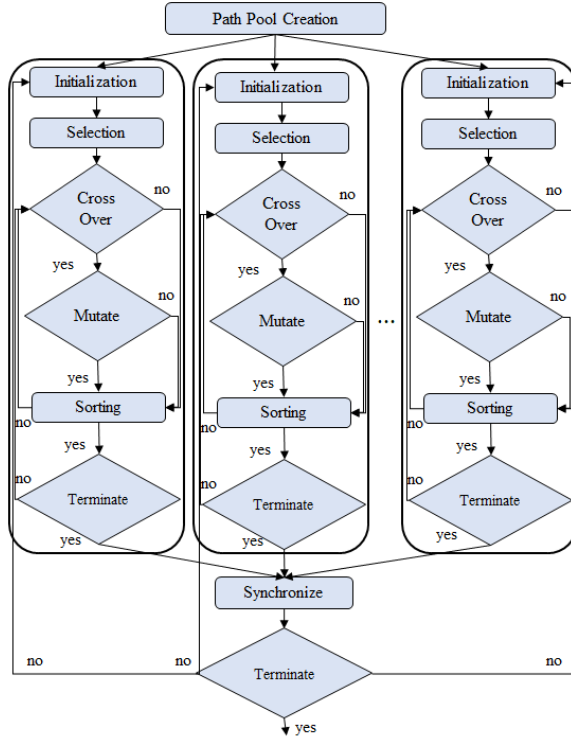 Path Pool Creation
Initialization
Initialization
Initialization
Selection
Selection
Selection
Cross
Over
no
Cross
Over
no
Cross
Over
no
yes
yes
yes
Mutate
no
Mutate
no
...
Mutate
no
yes
yes
yes
Sorting
Sorting
Sorting
no
yes
no
yes
no
yes
no
Terminate
no
Terminate
no
Terminate
yes
yes
yes
Synchronize
no
no
Terminate
no
yes